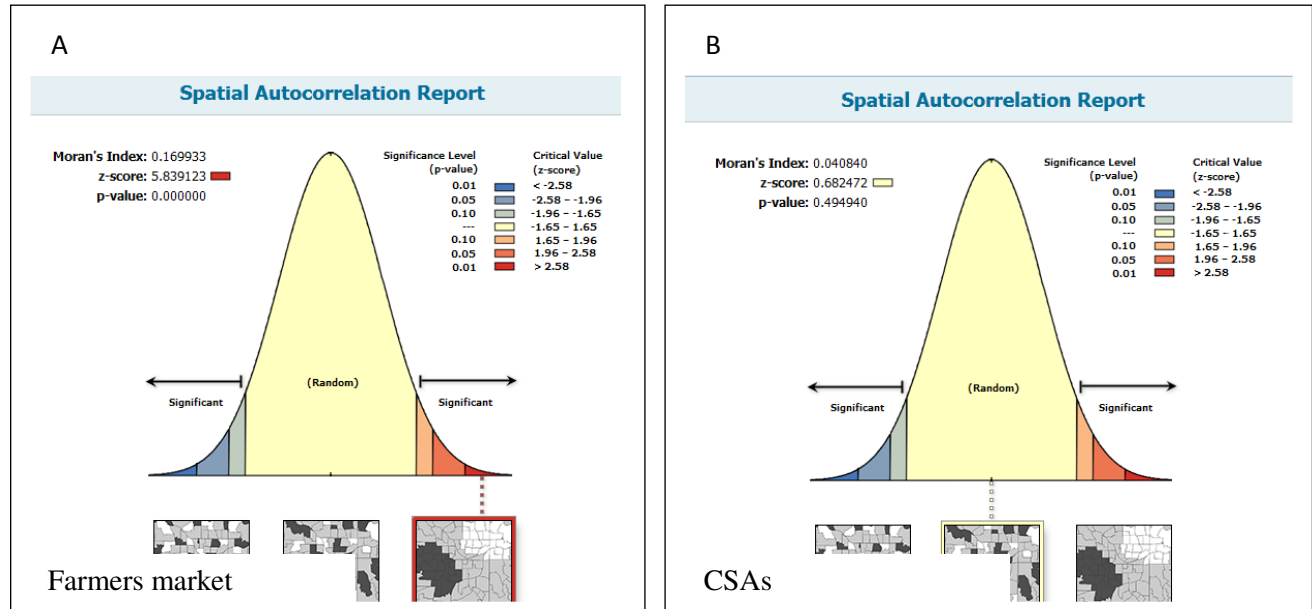 A
Spatial Autocorrelation Report
Moran's Index: 0.169933
z-score: 5.839123
p-value: 0.000000
Significance Level (p-value)
Critical Value (z-score)
0.01 < -2.58
0.05 -2.58 – -1.96
0.10 -1.96 – -1.65
--- -1.65 – 1.65
0.10 1.65 – 1.96
0.05 1.96 – 2.58
0.01 > 2.58
(Random)
Significant
Significant
Farmers market
B
Spatial Autocorrelation Report
Moran's Index: 0.040840
z-score: 0.682472
p-value: 0.494940
Significance Level (p-value)
Critical Value (z-score)
0.01 < -2.58
0.05 -2.58 – -1.96
0.10 -1.96 – -1.65
--- -1.65 – 1.65
0.10 1.65 – 1.96
0.05 1.96 – 2.58
0.01 > 2.58
(Random)
Significant
Significant
CSAs